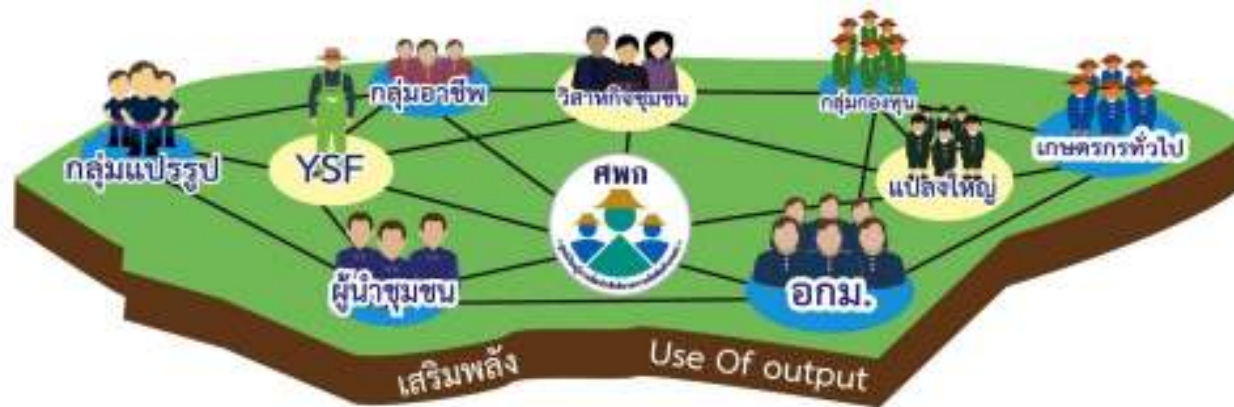 กลุ่มอาชีพ
วิสาหกิจชุมชน
กลุ่มกองทุน
กลุ่มแปรรูป
YSF
ศพก
แปลงใหญ่
เกษตรกรทั่วไป
ผู้นำชุมชน
อกม.
เสริมพลัง
Use Of output